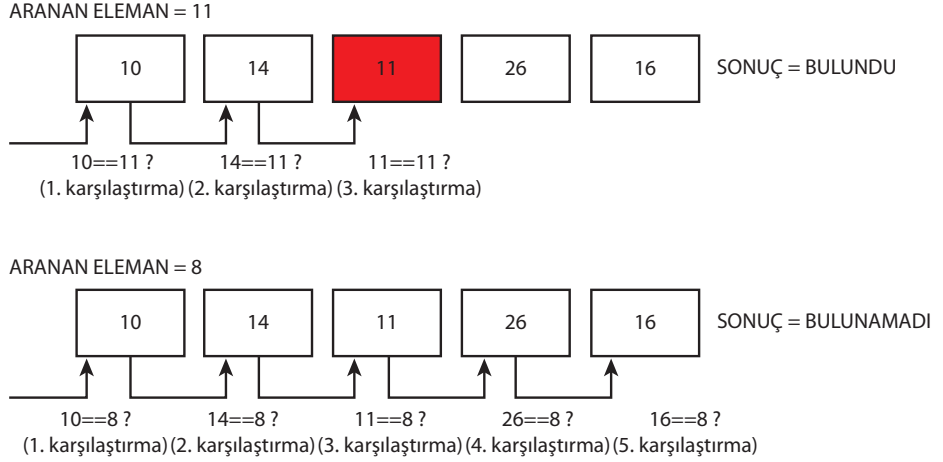 ARANAN ELEMAN = 11
10 14 11 26 16 SONUÇ = BULUNDU
10==11 ? 14==11 ? 11==11 ?
(1. karşılaştırma) (2. karşılaştırma) (3. karşılaştırma)
ARANAN ELEMAN = 8
10 14 11 26 16 SONUÇ = BULUNAMADI
10==8 ? 14==8 ? 11==8 ? 26==8 ? 16==8 ?
(1. karşılaştırma) (2. karşılaştırma) (3. karşılaştırma) (4. karşılaştırma) (5. karşılaştırma)